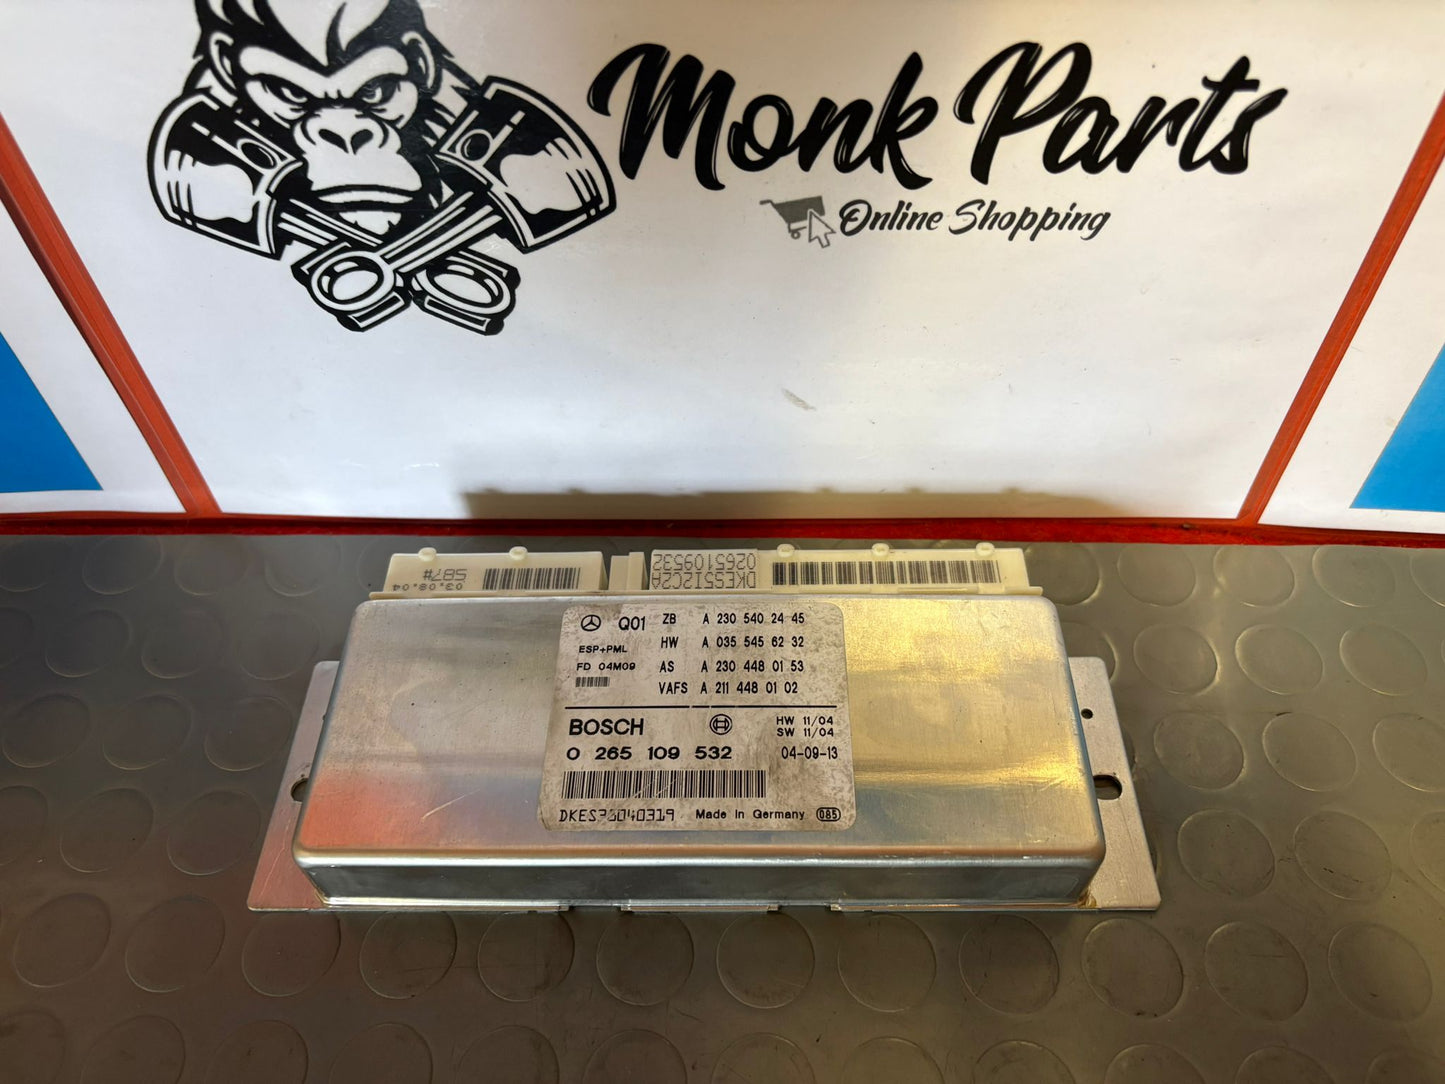 Monk Parts
Online Shopping
03.08.04
587#
DKES5I2C2A
0265109532
Q01
ESP+PML
FD 04M09
ZB A 230 540 24 45
HW A 035 545 62 32
AS A 230 448 01 53
VAFS A 211 448 01 02
BOSCH
HW 11/04
SW 11/04
0 265 109 532
04-09-13
Made in Germany
085